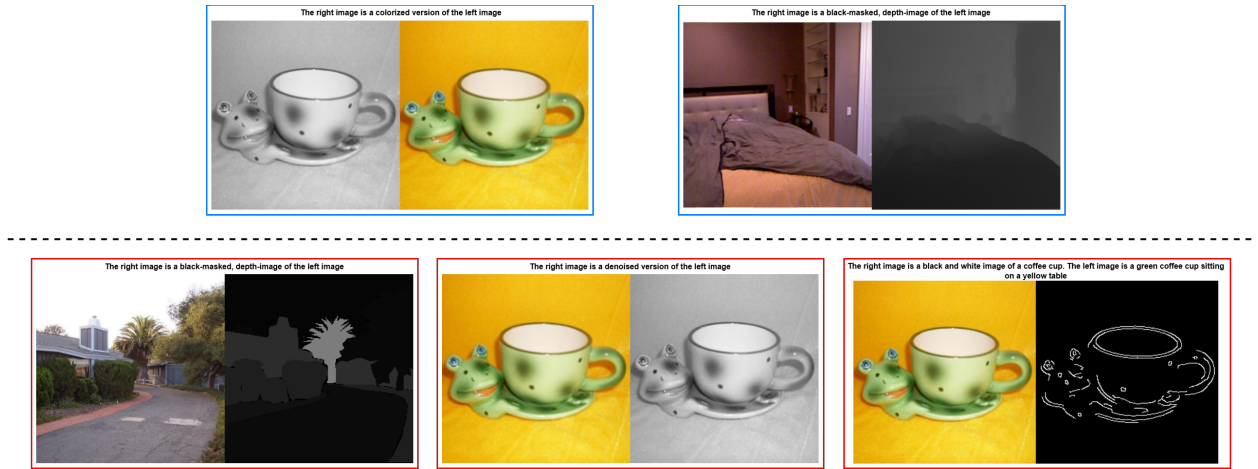 The right image is a colorized version of the left image
The right image is a black-masked, depth-image of the left image
The right image is a black-masked, depth-image of the left image
The right image is a denoised version of the left image
The right image is a black and white image of a coffee cup. The left image is a green coffee cup sitting
on a yellow table